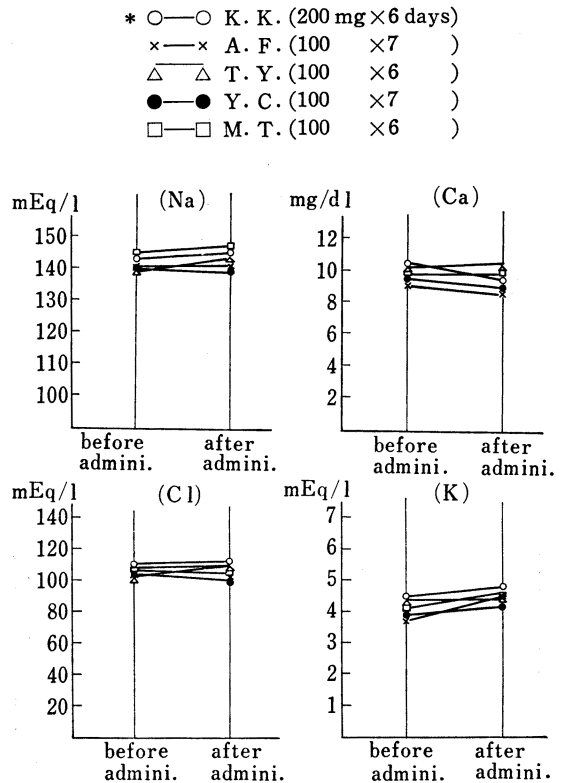 * ○—○ K. K. (200 mg ×6 days)
×—× A. F. (100 ×7 )
△—△ T. Y. (100 ×6 )
●—● Y. C. (100 ×7 )
□—□ M. T. (100 ×6 )
mEq/l (Na)
150
140
130
120
110
100
before admini.
after admini.
mg/dl (Ca)
12
10
8
6
4
2
before admini.
after admini.
mEq/l (Cl)
140
120
100
80
60
40
20
before admini.
after admini.
mEq/l (K)
7
6
5
4
3
2
1
before admini.
after admini.